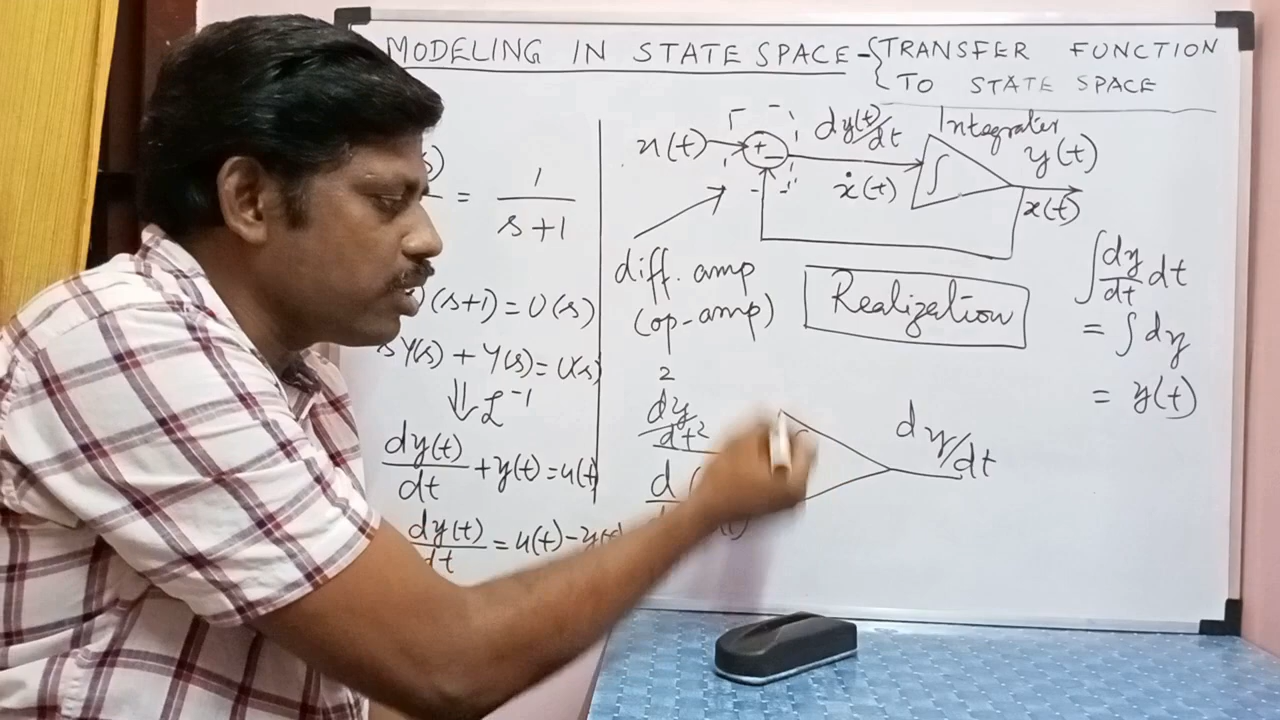 MODELING IN STATE SPACE - { TRANSFER FUNCTION
TO STATE SPACE
= 1 / s+1
(s+1) = U(s)
sY(s) + Y(s) = U(s)
⇓ ℒ⁻¹
dy(t)/dt + y(t) = u(t)
dy(t)/dt = u(t) - y(t)
u(t)
+
-
dy(t)/dt
ẋ(t)
Integrater
∫
y(t)
x(t)
diff. amp
(op-amp)
Realization
∫ dy/dt dt
= ∫ dy
= y(t)
d²y/dt²
d
dy/dt